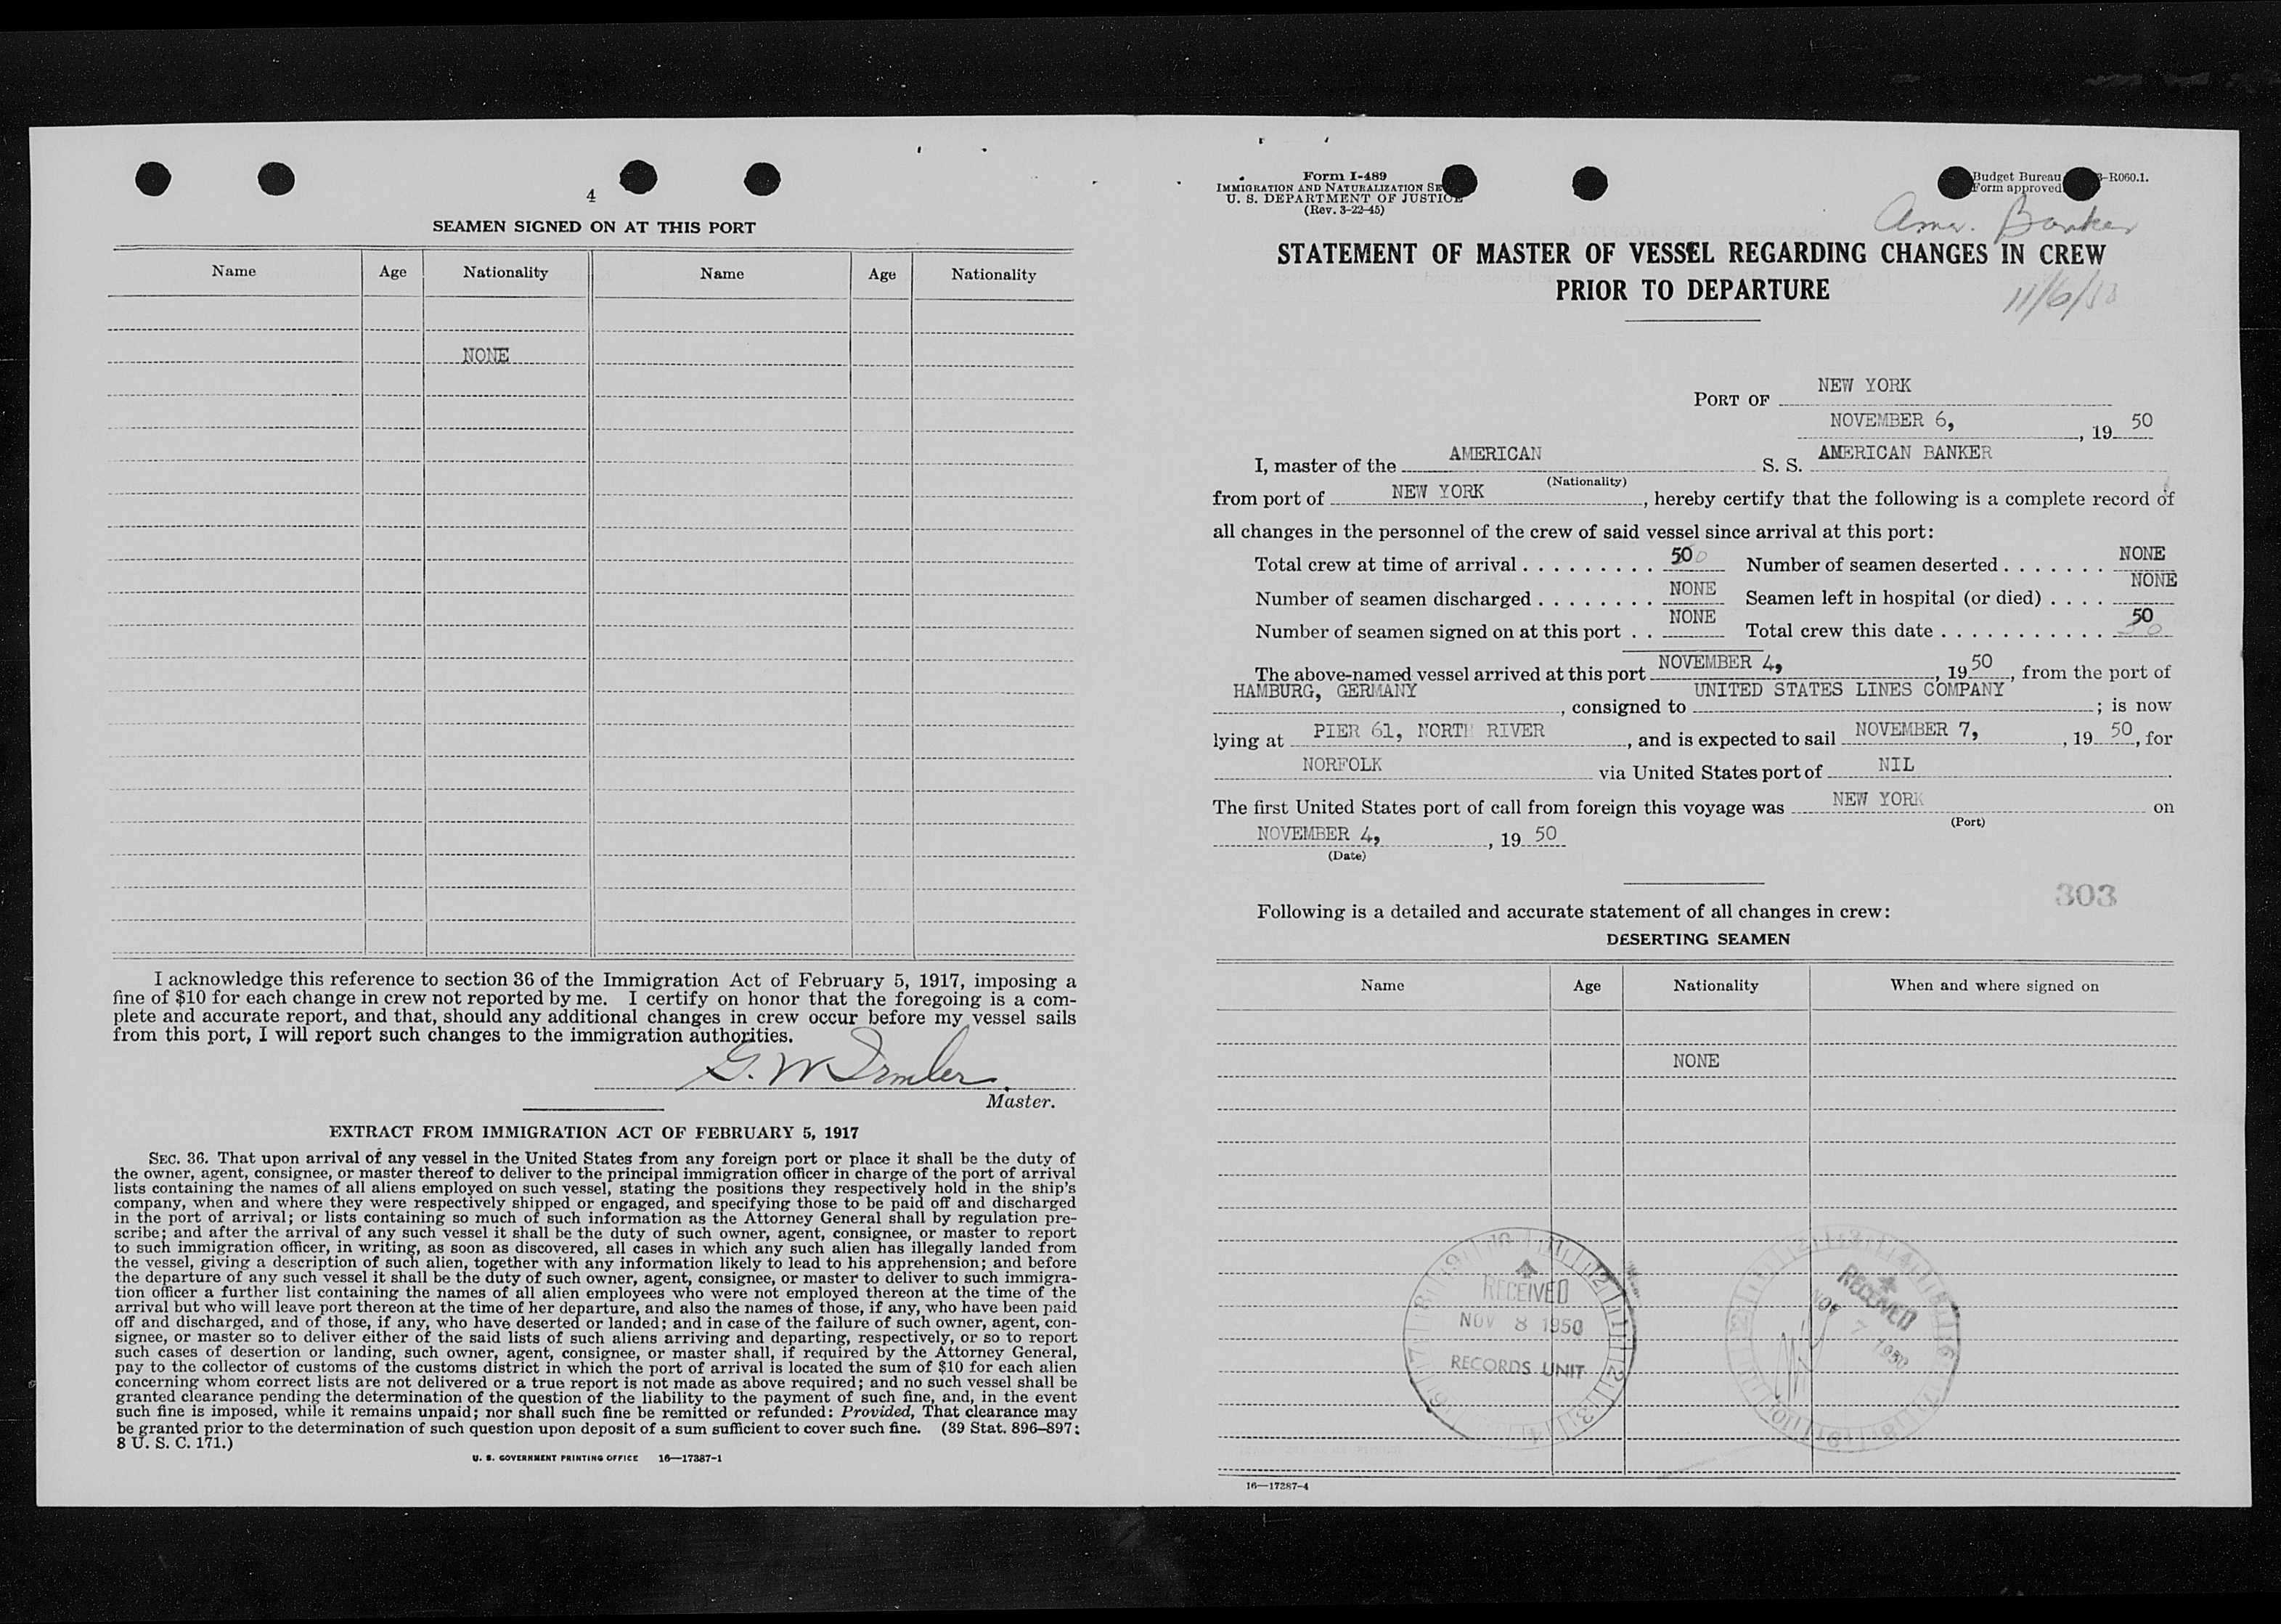 4
SEAMEN SIGNED ON AT THIS PORT
Name Age Nationality Name Age Nationality
NONE
I acknowledge this reference to section 36 of the Immigration Act of February 5, 1917, imposing a
fine of $10 for each change in crew not reported by me. I certify on honor that the foregoing is a com-
plete and accurate report, and that, should any additional changes in crew occur before my vessel sails
from this port, I will report such changes to the immigration authorities.
G. W.
Master.
EXTRACT FROM IMMIGRATION ACT OF FEBRUARY 5, 1917
SEC. 36. That upon arrival of any vessel in the United States from any foreign port or place it shall be the duty of
the owner, agent, consignee, or master thereof to deliver to the principal immigration officer in charge of the port of arrival
lists containing the names of all aliens employed on such vessel, stating the positions they respectively hold in the ship's
company, when and where they were respectively shipped or engaged, and specifying those to be paid off and discharged
in the port of arrival; or lists containing so much of such information as the Attorney General shall by regulation pre-
scribe; and after the arrival of any such vessel it shall be the duty of such owner, agent, consignee, or master to report
to such immigration officer, in writing, as soon as discovered, all cases in which any such alien has illegally landed from
the vessel, giving a description of such alien, together with any information likely to lead to his apprehension; and before
the departure of any such vessel it shall be the duty of such owner, agent, consignee, or master to deliver to such immigra-
tion officer a further list containing the names of all alien employees who were not employed thereon at the time of the
arrival but who will leave port thereon at the time of her departure, and also the names of those, if any, who have been paid
off and discharged, and of those, if any, who have deserted or landed; and in case of the failure of such owner, agent, con-
signee, or master so to deliver either of the said lists of such aliens arriving and departing, respectively, or so to report
such cases of desertion or landing, such owner, agent, consignee, or master shall, if required by the Attorney General,
pay to the collector of customs of the customs district in which the port of arrival is located the sum of $10 for each alien
concerning whom correct lists are not delivered or a true report is not made as above required; and no such vessel shall be
granted clearance pending the determination of the question of the liability to the payment of such fine, and, in the event
such fine is imposed, while it remains unpaid; nor shall such fine be remitted or refunded: Provided, That clearance may
be granted prior to the determination of such question upon deposit of a sum sufficient to cover such fine. (39 Stat. 896–897;
8 U. S. C. 171.)
U. S. GOVERNMENT PRINTING OFFICE 16—17387-1
Form I-489
IMMIGRATION AND NATURALIZATION SE
U. S. DEPARTMENT OF JUSTICE
(Rev. 3-22-45)
Budget Bureau -R060.1.
Form approved
Amer. Banker
STATEMENT OF MASTER OF VESSEL REGARDING CHANGES IN CREW
PRIOR TO DEPARTURE
11/6/50
PORT OF NEW YORK
NOVEMBER 6, , 19 50
I, master of the AMERICAN S. S. AMERICAN BANKER
(Nationality)
from port of NEW YORK , hereby certify that the following is a complete record of
all changes in the personnel of the crew of said vessel since arrival at this port:
Total crew at time of arrival . . . . . . . . . 50 Number of seamen deserted . . . . . . . NONE
Number of seamen discharged . . . . . . . . NONE Seamen left in hospital (or died) . . . . NONE
Number of seamen signed on at this port . . NONE Total crew this date . . . . . . . . . . . 50
The above-named vessel arrived at this port NOVEMBER 4, , 19 50 , from the port of
HAMBURG, GERMANY , consigned to UNITED STATES LINES COMPANY ; is now
lying at PIER 61, NORTH RIVER , and is expected to sail NOVEMBER 7, , 19 50 , for
NORFOLK via United States port of NIL .
The first United States port of call from foreign this voyage was NEW YORK on
(Port)
NOVEMBER 4, , 19 50
(Date)
303
Following is a detailed and accurate statement of all changes in crew:
DESERTING SEAMEN
Name Age Nationality When and where signed on
NONE
RECEIVED
NOV 8 1950
RECORDS UNIT
RECEIVED
NOV 7 1950
16—17287-4